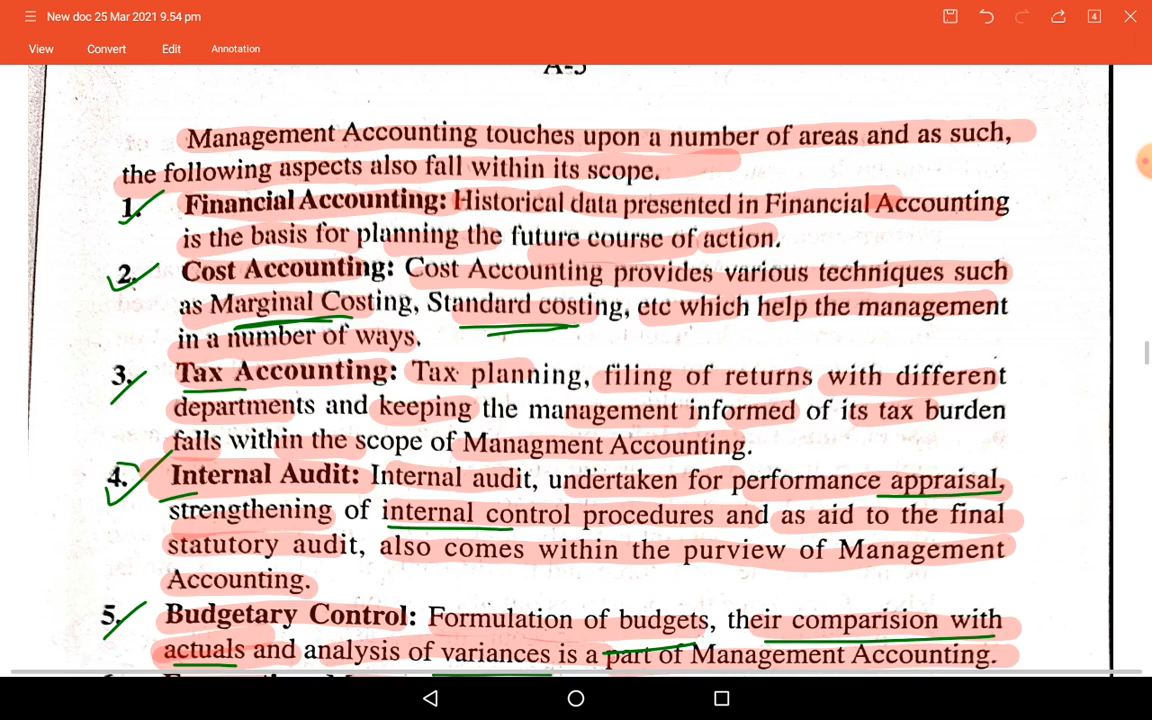 New doc 25 Mar 2021 9.54 pm
4
View Convert Edit Annotation
A-5
Management Accounting touches upon a number of areas and as such,
the following aspects also fall within its scope.
1. Financial Accounting: Historical data presented in Financial Accounting
is the basis for planning the future course of action.
2. Cost Accounting: Cost Accounting provides various techniques such
as Marginal Costing, Standard costing, etc which help the management
in a number of ways.
3. Tax Accounting: Tax planning, filing of returns with different
departments and keeping the management informed of its tax burden
falls within the scope of Managment Accounting.
4. Internal Audit: Internal audit, undertaken for performance appraisal,
strengthening of internal control procedures and as aid to the final
statutory audit, also comes within the purview of Management
Accounting.
5. Budgetary Control: Formulation of budgets, their comparision with
actuals and analysis of variances is a part of Management Accounting.